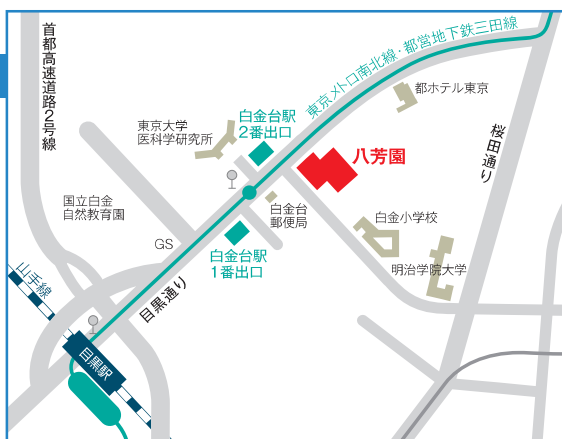 首都高速道路2号線
東京メトロ南北線・都営地下鉄三田線
都ホテル東京
白金台駅
2番出口
東京大学
医科学研究所
八芳園
桜田通り
国立白金
自然教育園
白金台
郵便局
白金小学校
GS
白金台駅
1番出口
明治学院大学
山手線
目黒通り
目黒駅